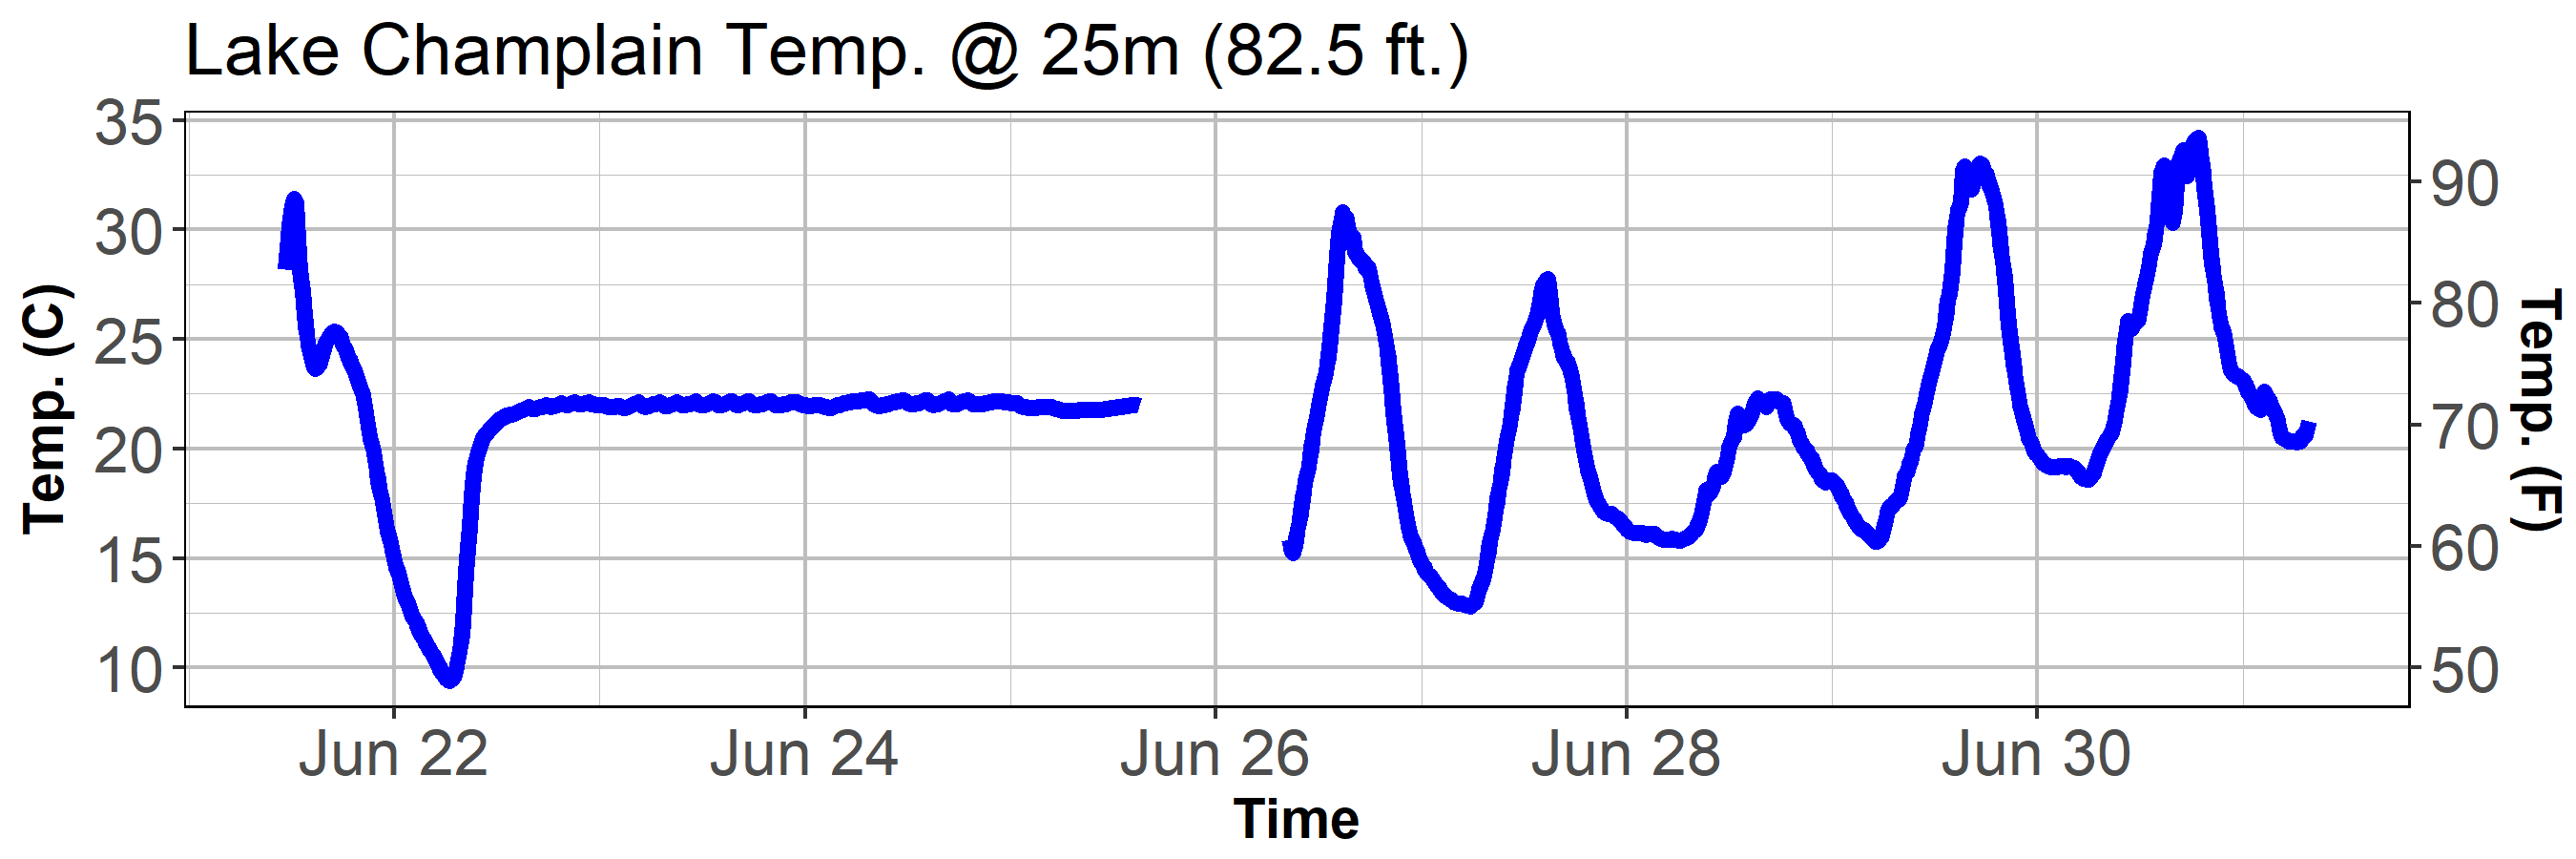 Lake Champlain Temp. @ 25m (82.5 ft.)
35
30
25
20
15
10
Temp. (C)
90
80
70
60
50
Temp. (F)
Jun 22 Jun 24 Jun 26 Jun 28 Jun 30
Time